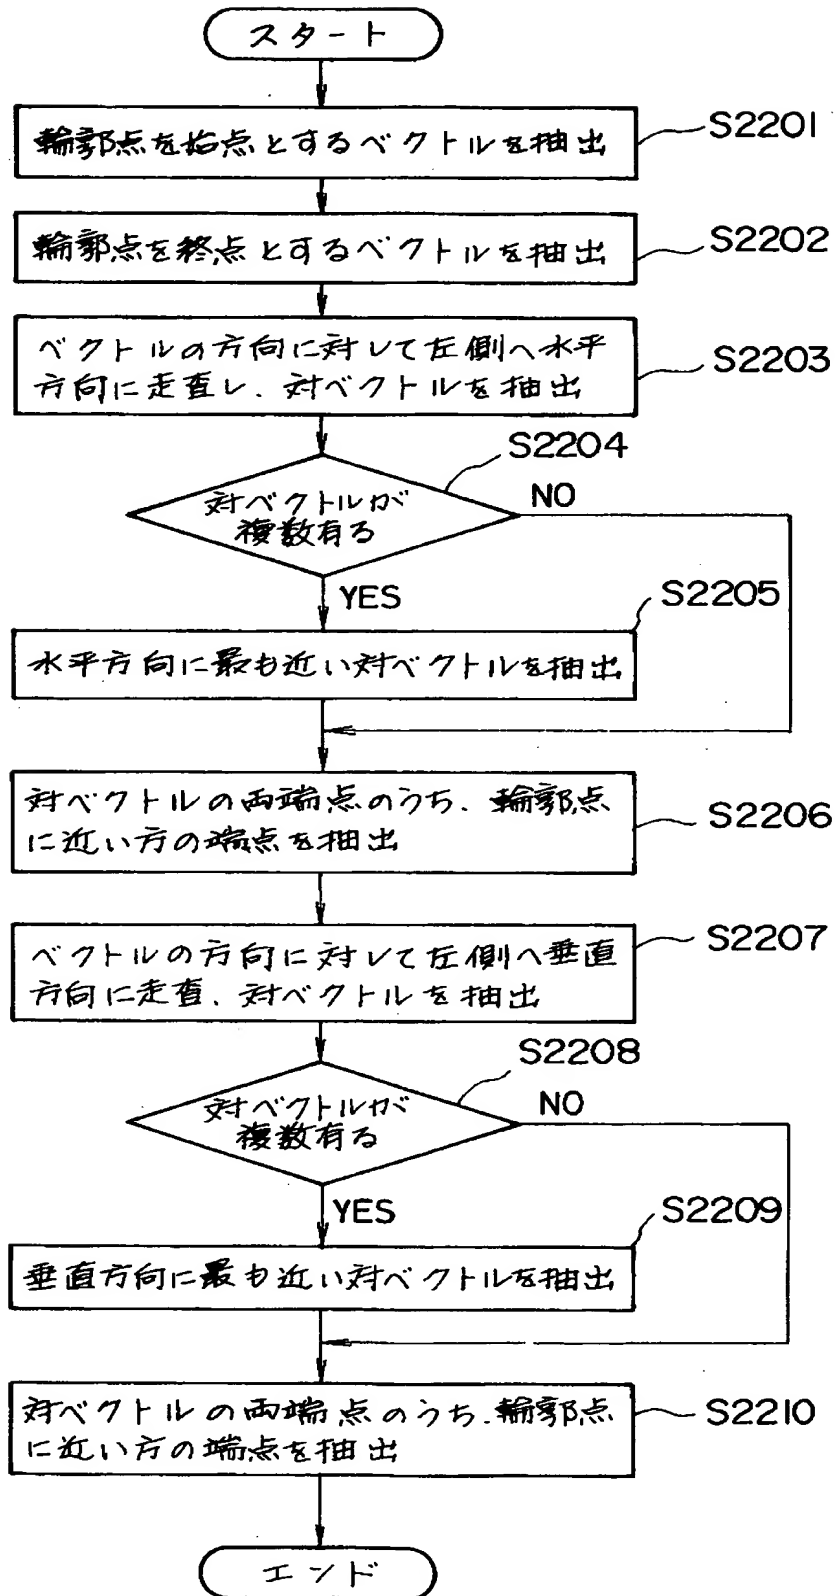 スタート
輪郭点を始点とするベクトルを抽出
S2201
輪郭点を終点とするベクトルを抽出
S2202
ベクトルの方向に対して左側へ水平
方向に走査し、対ベクトルを抽出
S2203
S2204
対ベクトルが
複数有る
NO
YES
S2205
水平方向に最も近い対ベクトルを抽出
対ベクトルの両端点のうち、輪郭点
に近い方の端点を抽出
S2206
ベクトルの方向に対して左側へ垂直
方向に走査、対ベクトルを抽出
S2207
S2208
対ベクトルが
複数有る
NO
YES
S2209
垂直方向に最も近い対ベクトルを抽出
対ベクトルの両端点のうち、輪郭点
に近い方の端点を抽出
S2210
エンド